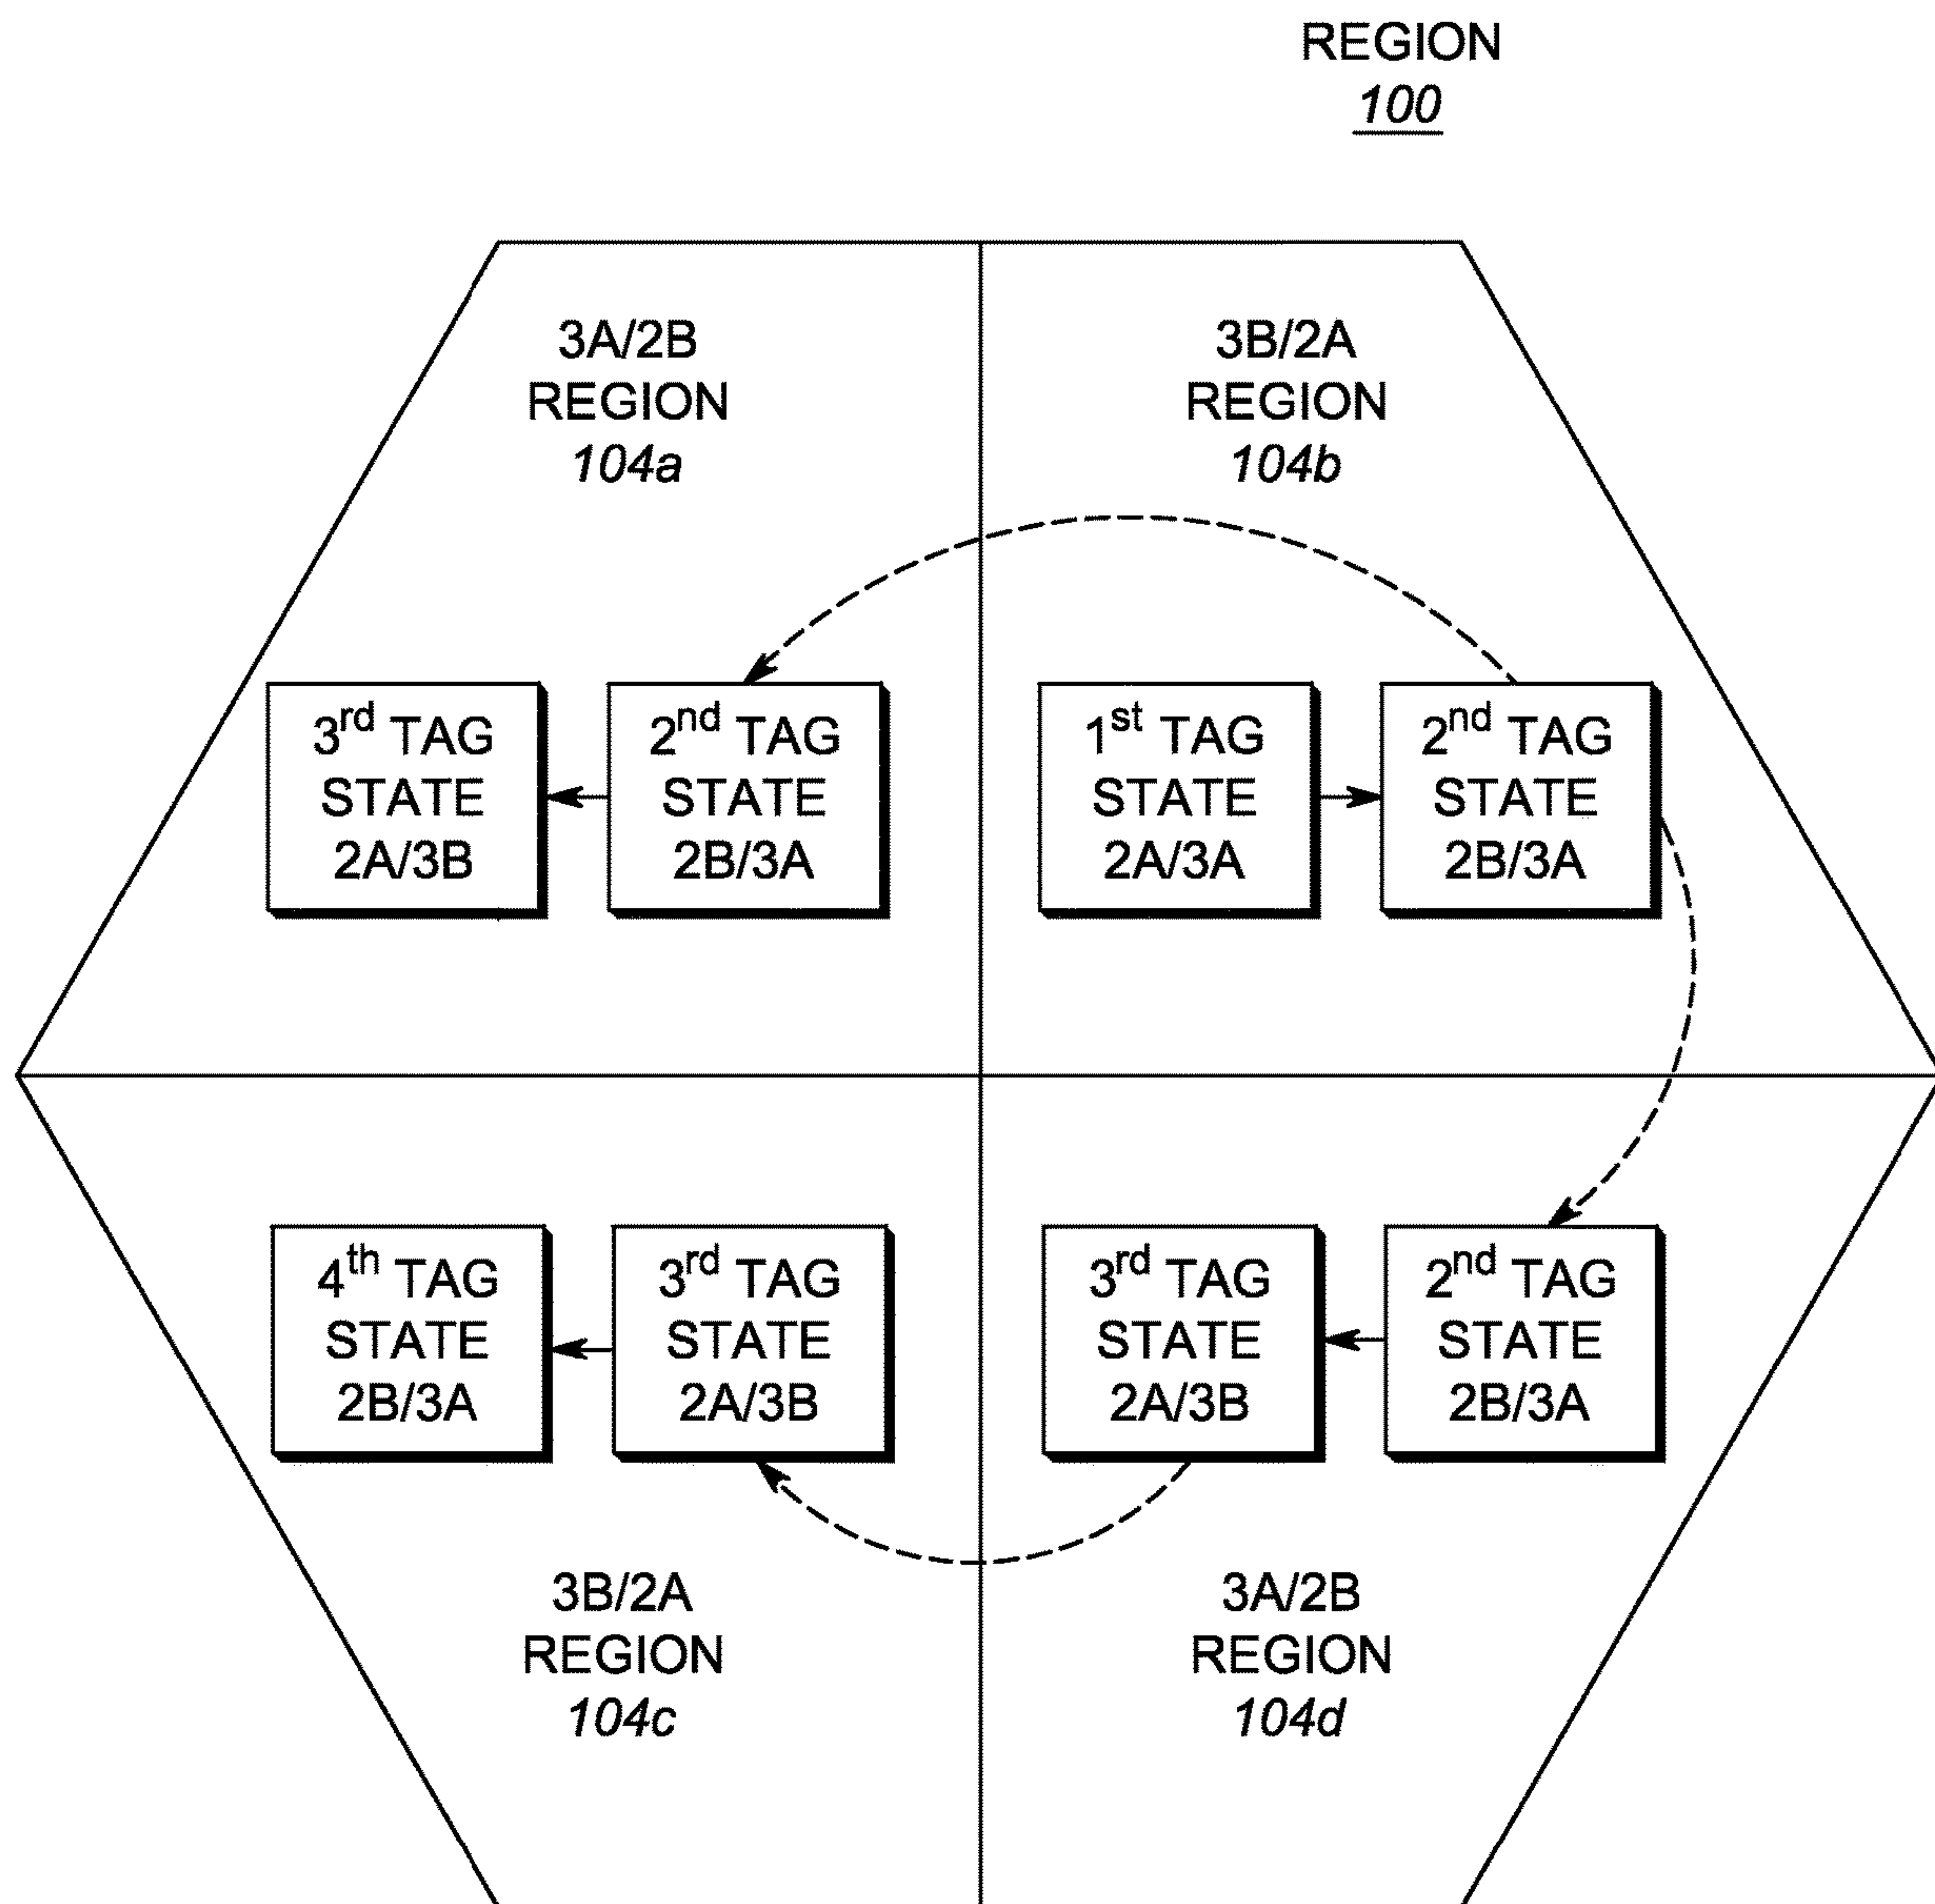 REGION
100
3A/2B
REGION
104a
3B/2A
REGION
104b
3rd TAG
STATE
2A/3B
2nd TAG
STATE
2B/3A
1st TAG
STATE
2A/3A
2nd TAG
STATE
2B/3A
4th TAG
STATE
2B/3A
3rd TAG
STATE
2A/3B
3rd TAG
STATE
2A/3B
2nd TAG
STATE
2B/3A
3B/2A
REGION
104c
3A/2B
REGION
104d